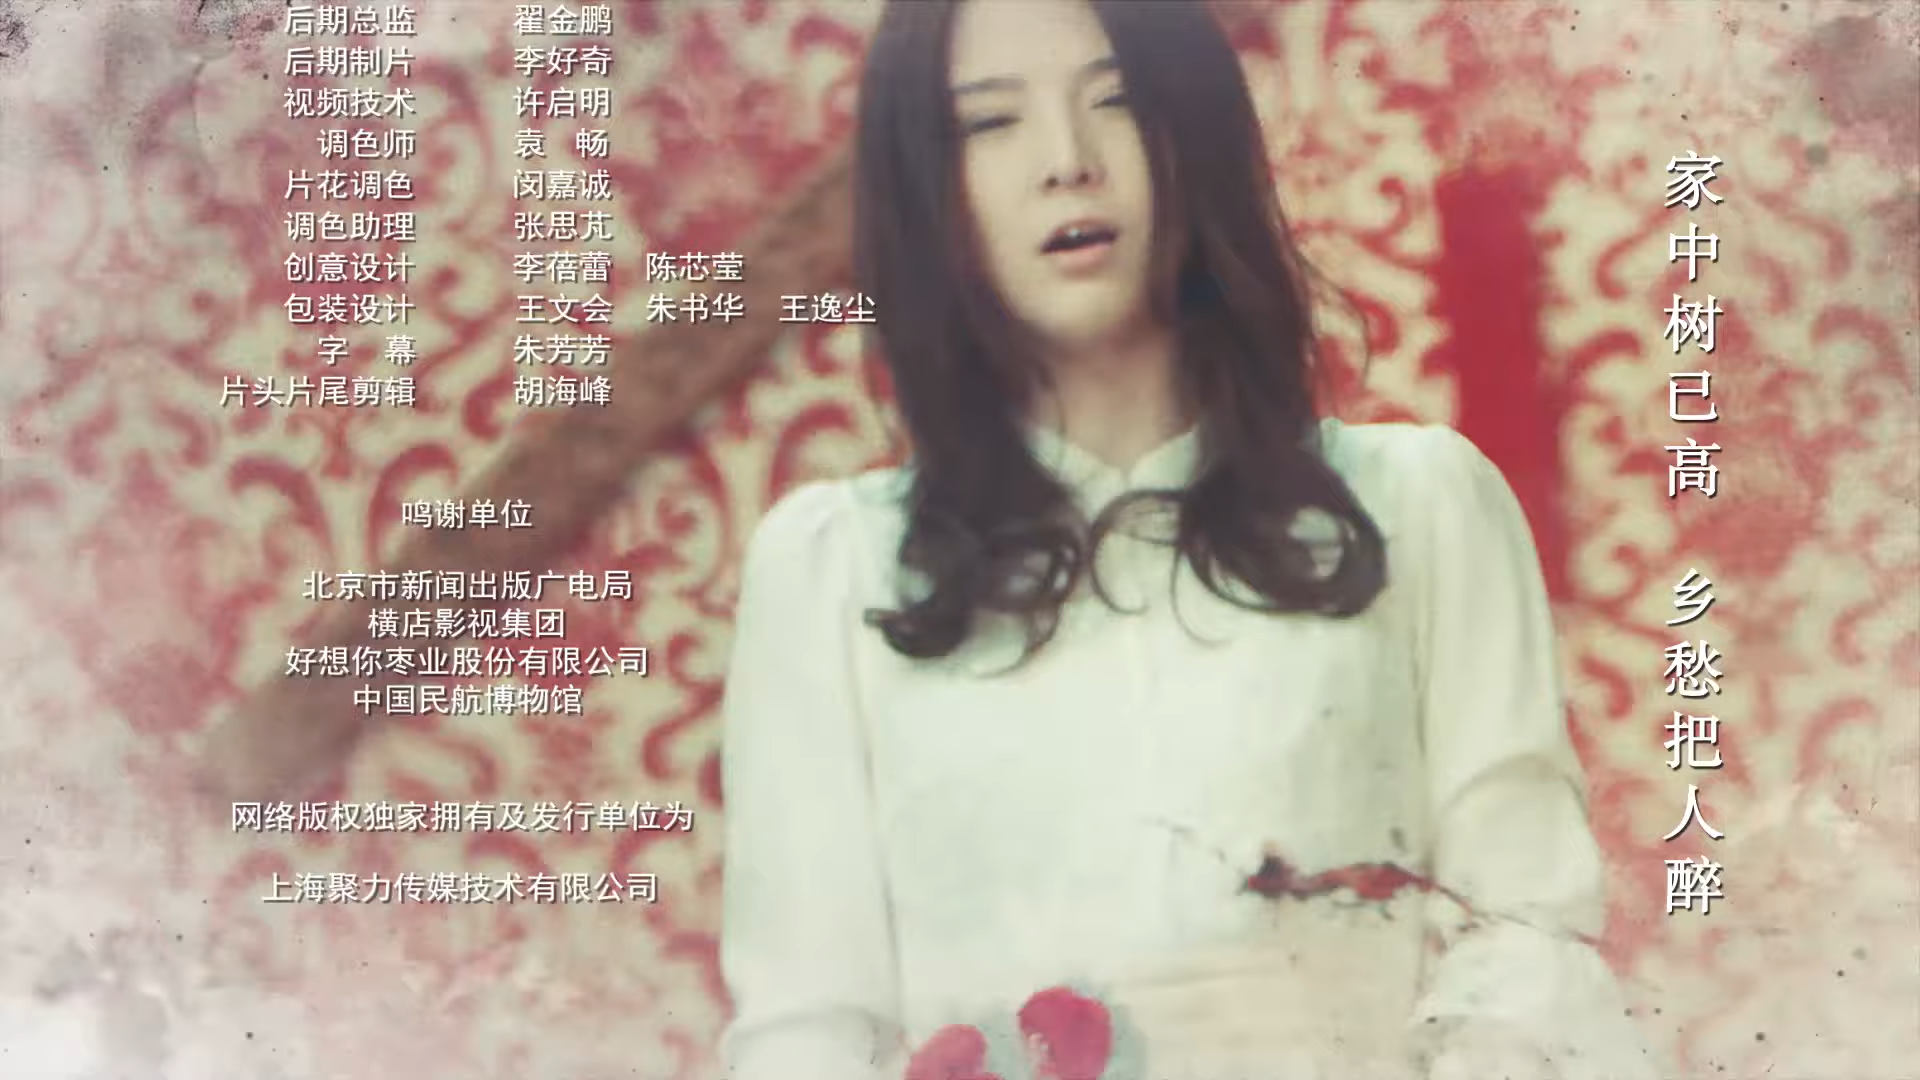 后期总监 翟金鹏
后期制片 李好奇
视频技术 许启明
调色师 袁 畅
片花调色 闵嘉诚
调色助理 张思芃
创意设计 李蓓蕾 陈芯莹
包装设计 王文会 朱书华 王逸尘
字 幕 朱芳芳
片头片尾剪辑 胡海峰
鸣谢单位
北京市新闻出版广电局
横店影视集团
好想你枣业股份有限公司
中国民航博物馆
网络版权独家拥有及发行单位为
上海聚力传媒技术有限公司
家中树已高 乡愁把人醉